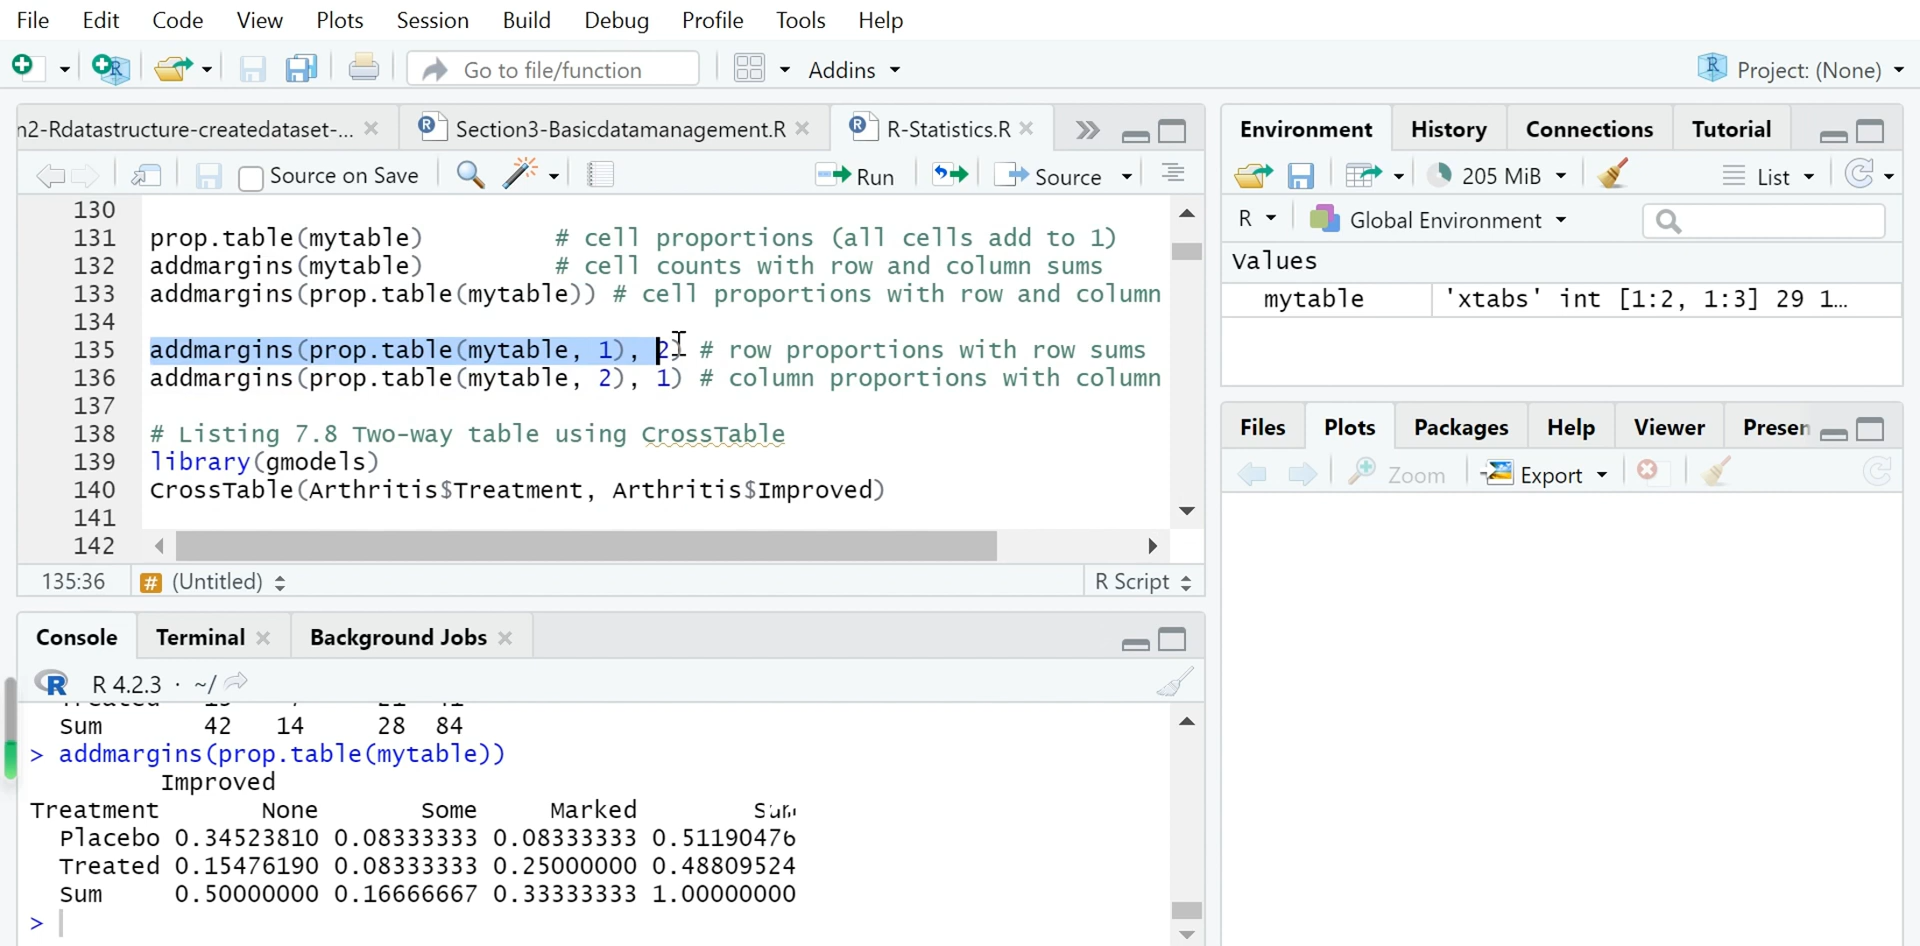 File Edit Code View Plots Session Build Debug Profile Tools Help
Go to file/function Addins Project: (None)
n2-Rdatastructure-createdataset-... Section3-Basicdatamanagement.R R-Statistics.R
Source on Save Run Source
130
131 prop.table(mytable) # cell proportions (all cells add to 1)
132 addmargins(mytable) # cell counts with row and column sums
133 addmargins(prop.table(mytable)) # cell proportions with row and column
134
135 addmargins(prop.table(mytable, 1), 2) # row proportions with row sums
136 addmargins(prop.table(mytable, 2), 1) # column proportions with column
137
138 # Listing 7.8 Two-way table using CrossTable
139 library(gmodels)
140 CrossTable(Arthritis$Treatment, Arthritis$Improved)
141
142
135:36 # (Untitled) R Script
Console Terminal Background Jobs
R 4.2.3 · ~/
Sum 42 14 28 84
> addmargins(prop.table(mytable))
Improved
Treatment None Some Marked Sum
Placebo 0.34523810 0.08333333 0.08333333 0.51190476
Treated 0.15476190 0.08333333 0.25000000 0.48809524
Sum 0.50000000 0.16666667 0.33333333 1.00000000
>
Environment History Connections Tutorial
205 MiB List
R Global Environment
Values
mytable 'xtabs' int [1:2, 1:3] 29 1...
Files Plots Packages Help Viewer Presen
Zoom Export